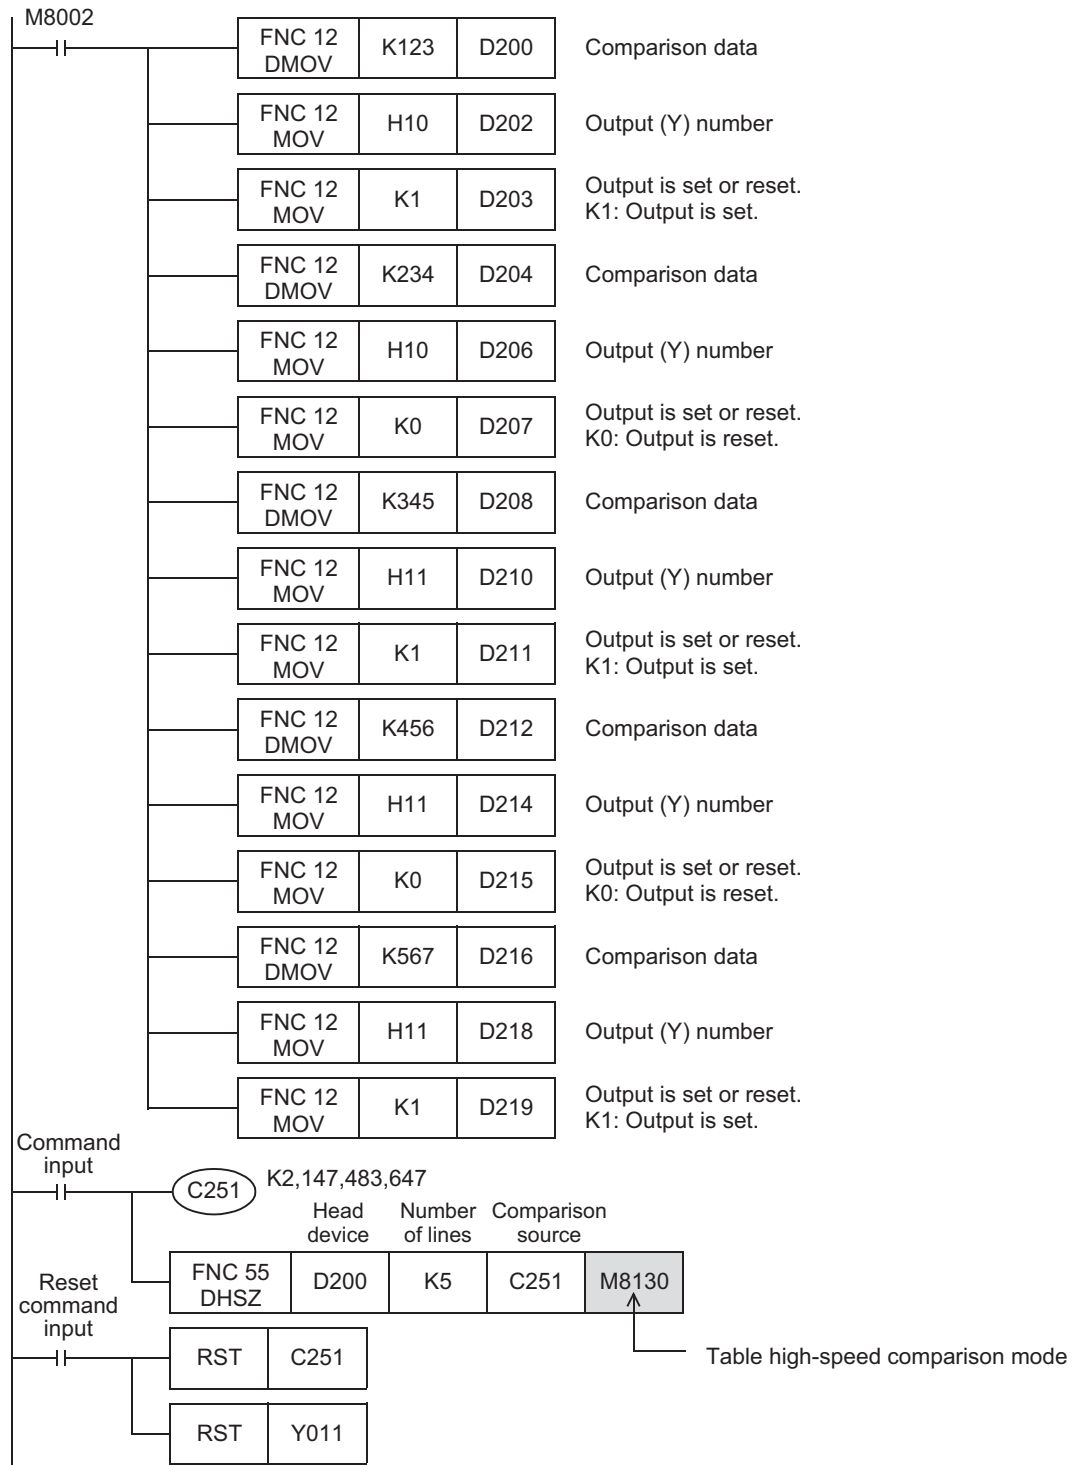 M8002
FNC 12
DMOV
K123
D200
Comparison data
FNC 12
MOV
H10
D202
Output (Y) number
FNC 12
MOV
K1
D203
Output is set or reset.
K1: Output is set.
FNC 12
DMOV
K234
D204
Comparison data
FNC 12
MOV
H10
D206
Output (Y) number
FNC 12
MOV
K0
D207
Output is set or reset.
K0: Output is reset.
FNC 12
DMOV
K345
D208
Comparison data
FNC 12
MOV
H11
D210
Output (Y) number
FNC 12
MOV
K1
D211
Output is set or reset.
K1: Output is set.
FNC 12
DMOV
K456
D212
Comparison data
FNC 12
MOV
H11
D214
Output (Y) number
FNC 12
MOV
K0
D215
Output is set or reset.
K0: Output is reset.
FNC 12
DMOV
K567
D216
Comparison data
FNC 12
MOV
H11
D218
Output (Y) number
FNC 12
MOV
K1
D219
Output is set or reset.
K1: Output is set.
Command
input
C251
K2,147,483,647
Head
device
Number
of lines
Comparison
source
FNC 55
DHSZ
D200
K5
C251
M8130
Reset
command
input
RST
C251
Table high-speed comparison mode
RST
Y011